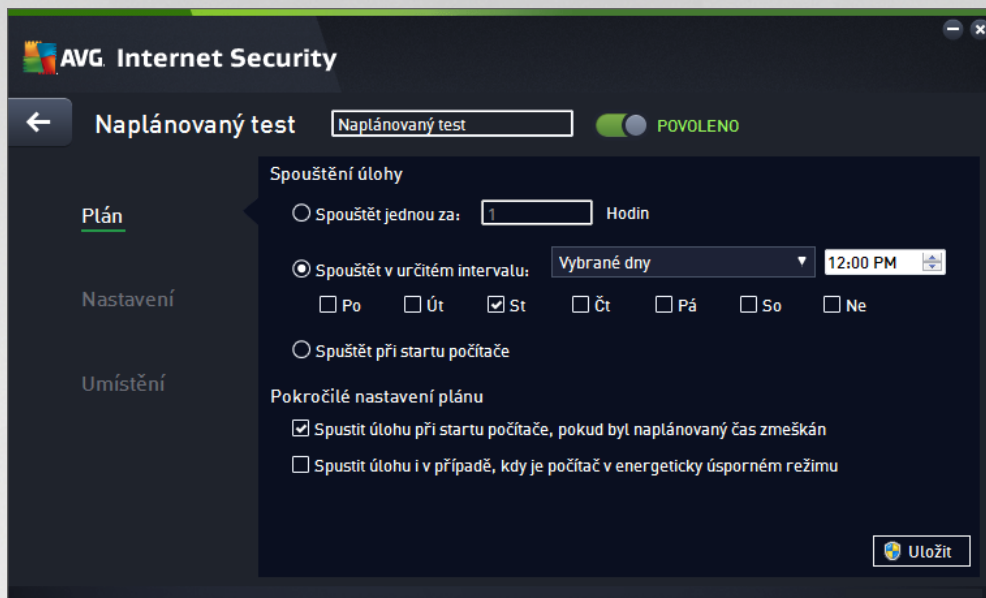 AVG. Internet Security
Naplánovaný test
Naplánovaný test
POVOLENO
Plán
Nastavení
Umístění
Spouštění úlohy
Spouštět jednou za: 1 Hodin
Spouštět v určitém intervalu: Vybrané dny 12:00 PM
Po Út St Čt Pá So Ne
Spuštět při startu počítače
Pokročilé nastavení plánu
Spustit úlohu při startu počítače, pokud byl naplánovaný čas zmeškán
Spustit úlohu i v případě, kdy je počítač v energeticky úsporném režimu
Uložit